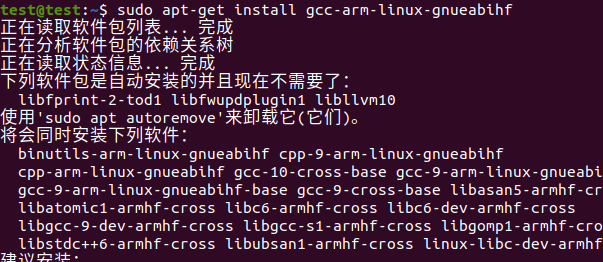 test@test:~$ sudo apt-get install gcc-arm-linux-gnueabihf
正在读取软件包列表... 完成
正在分析软件包的依赖关系树
正在读取状态信息... 完成
下列软件包是自动安装的并且现在不需要了：
libfprint-2-tod1 libfwupdplugin1 libllvm10
使用'sudo apt autoremove'来卸载它(它们)。
将会同时安装下列软件：
binutils-arm-linux-gnueabihf cpp-9-arm-linux-gnueabihf
cpp-arm-linux-gnueabihf gcc-10-cross-base gcc-9-arm-linux-gnueabi
gcc-9-arm-linux-gnueabihf-base gcc-9-cross-base libasan5-armhf-cr
libatomic1-armhf-cross libc6-armhf-cross libc6-dev-armhf-cross
libgcc-9-dev-armhf-cross libgcc-s1-armhf-cross libgomp1-armhf-cro
libstdc++6-armhf-cross libubsan1-armhf-cross linux-libc-dev-armhf
建议安装：